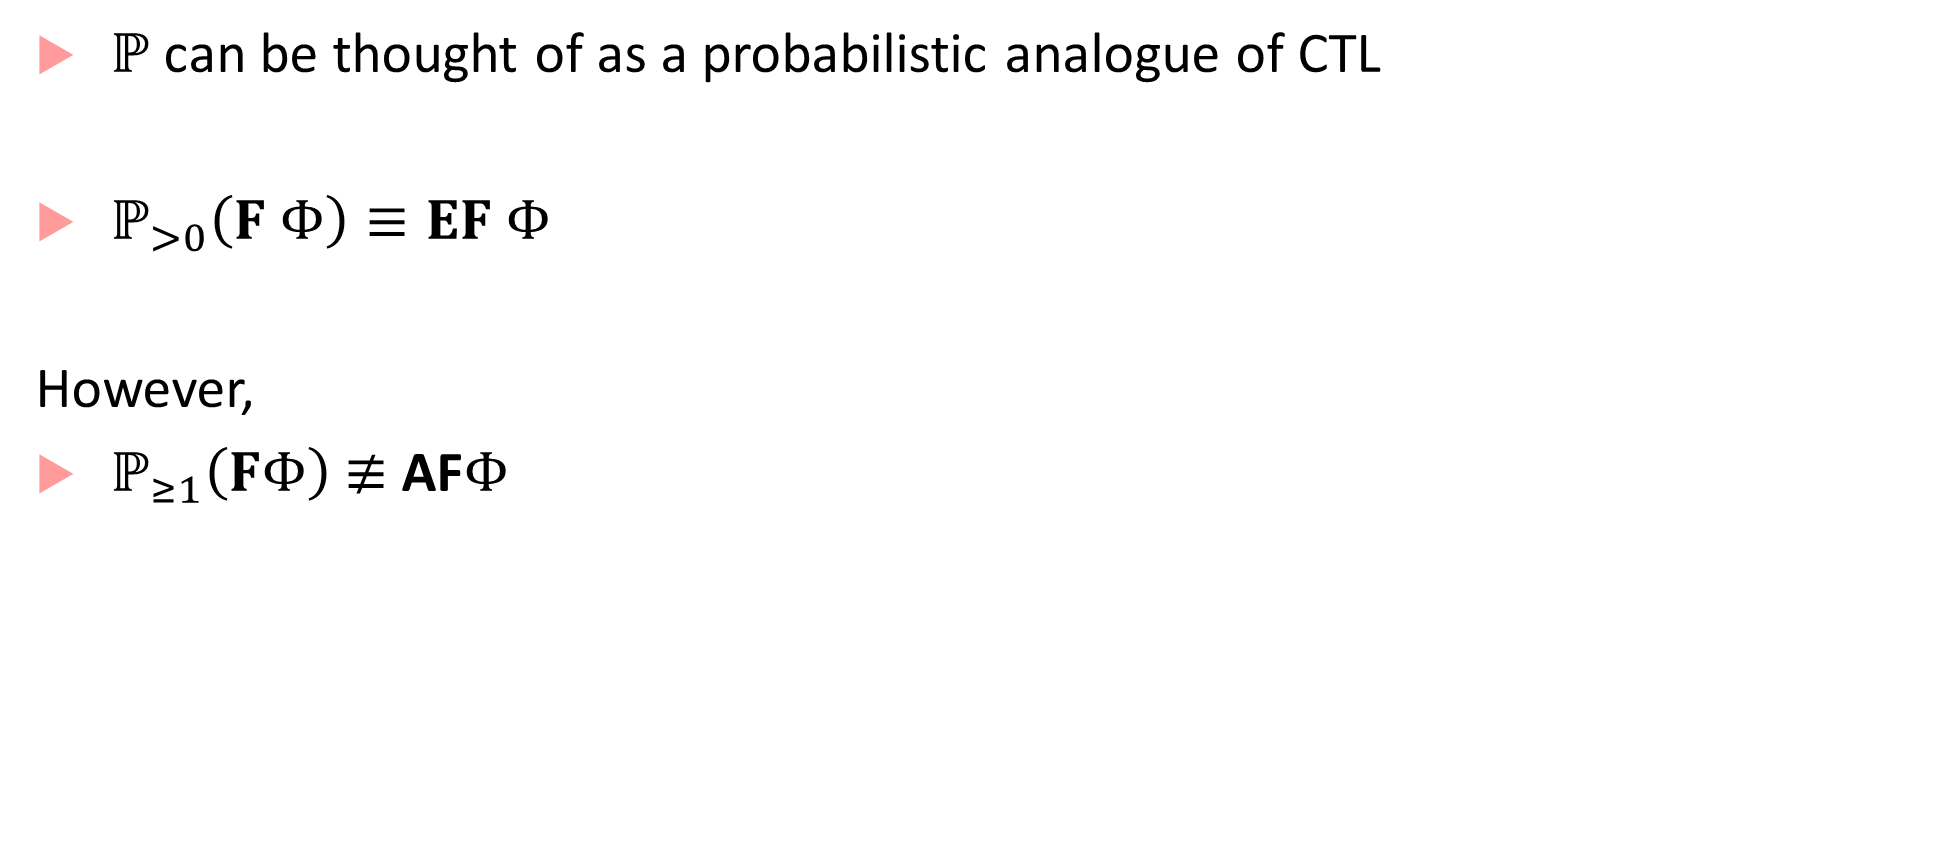 ℙ can be thought of as a probabilistic analogue of CTL
ℙ>0(F Φ) ≡ EF Φ
However,
ℙ≥1(FΦ) ≢ AFΦ